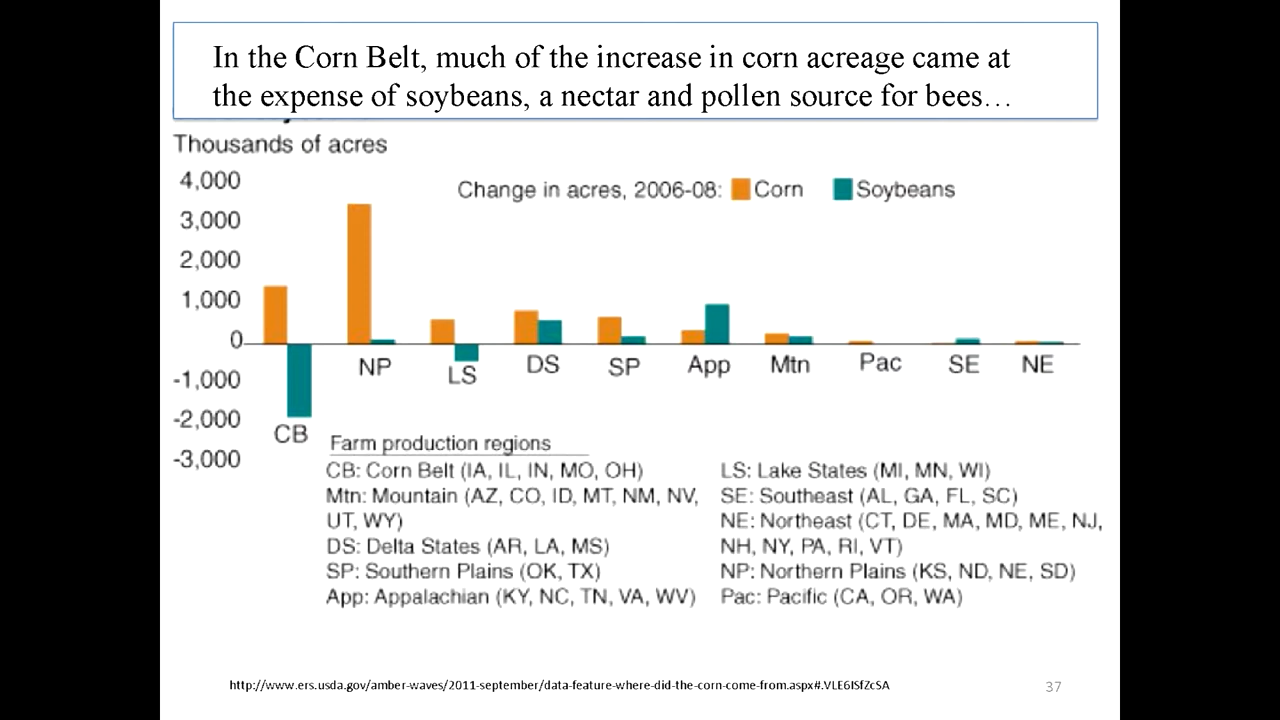 In the Corn Belt, much of the increase in corn acreage came at
the expense of soybeans, a nectar and pollen source for bees…
Thousands of acres
4,000
3,000
2,000
1,000
0
-1,000
-2,000
-3,000
Change in acres, 2006-08: Corn Soybeans
CB
NP
LS
DS
SP
App
Mtn
Pac
SE
NE
Farm production regions
CB: Corn Belt (IA, IL, IN, MO, OH)
Mtn: Mountain (AZ, CO, ID, MT, NM, NV,
UT, WY)
DS: Delta States (AR, LA, MS)
SP: Southern Plains (OK, TX)
App: Appalachian (KY, NC, TN, VA, WV)
LS: Lake States (MI, MN, WI)
SE: Southeast (AL, GA, FL, SC)
NE: Northeast (CT, DE, MA, MD, ME, NJ,
NH, NY, PA, RI, VT)
NP: Northern Plains (KS, ND, NE, SD)
Pac: Pacific (CA, OR, WA)
http://www.ers.usda.gov/amber-waves/2011-september/data-feature-where-did-the-corn-come-from.aspx#.VLE6ISfZcSA
37